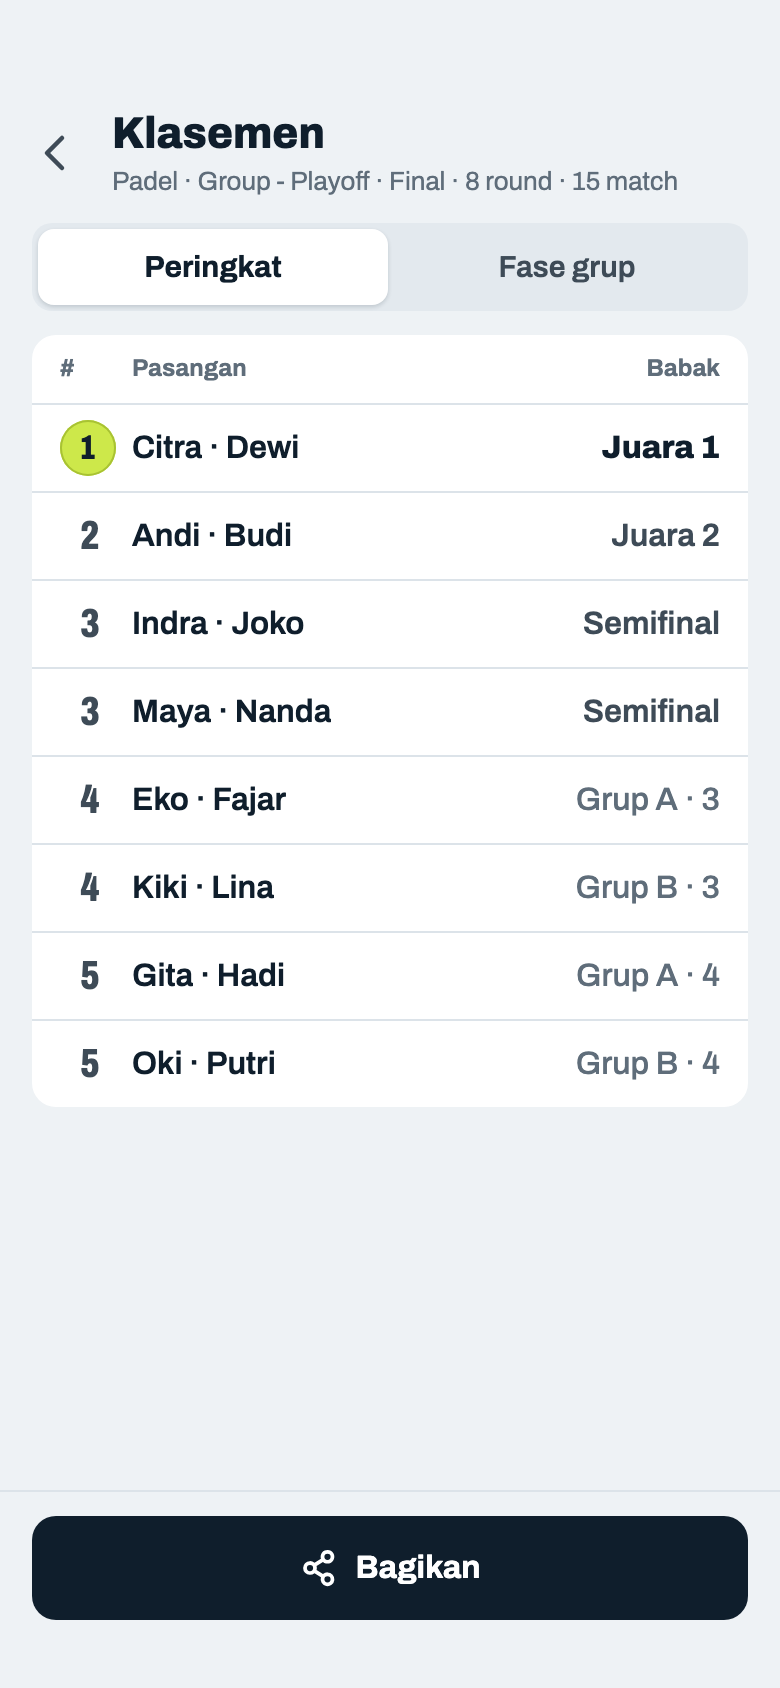 Klasemen
Padel · Group - Playoff · Final · 8 round · 15 match
Peringkat Fase grup
# Pasangan Babak
1 Citra · Dewi Juara 1
2 Andi · Budi Juara 2
3 Indra · Joko Semifinal
3 Maya · Nanda Semifinal
4 Eko · Fajar Grup A · 3
4 Kiki · Lina Grup B · 3
5 Gita · Hadi Grup A · 4
5 Oki · Putri Grup B · 4
Bagikan